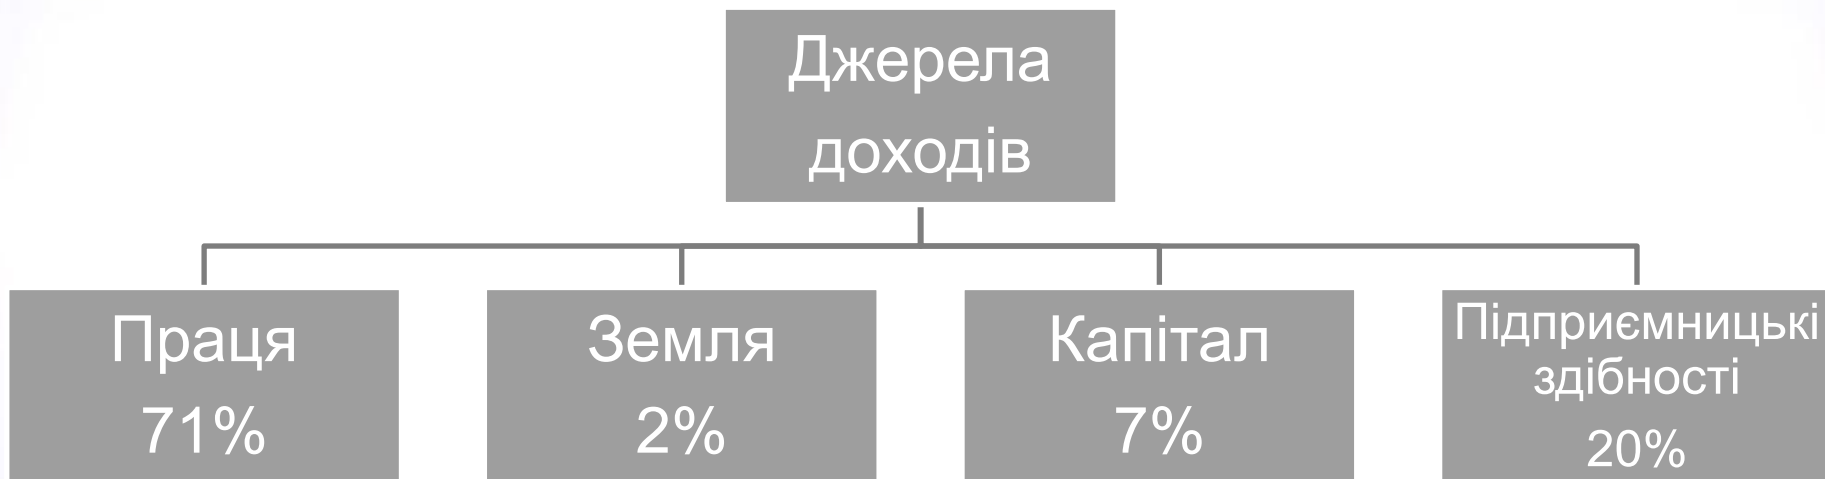 Джерела
доходів
Праця
71%
Земля
2%
Капітал
7%
Підприємницькі
здібності
20%